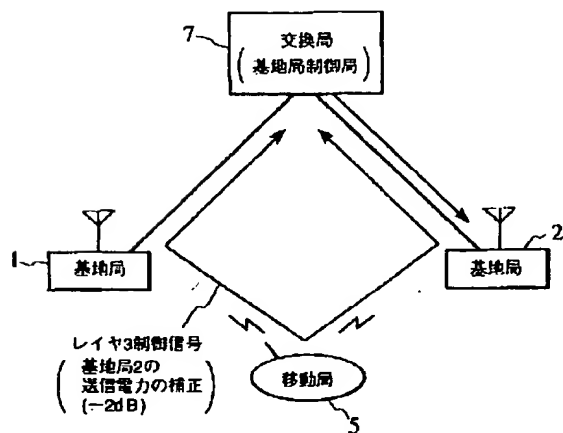 7
交換局
(基地局制御局)
1
基地局
2
基地局
レイヤ3制御信号
(基地局2の
送信電力の補正
(−2dB))
移動局
5